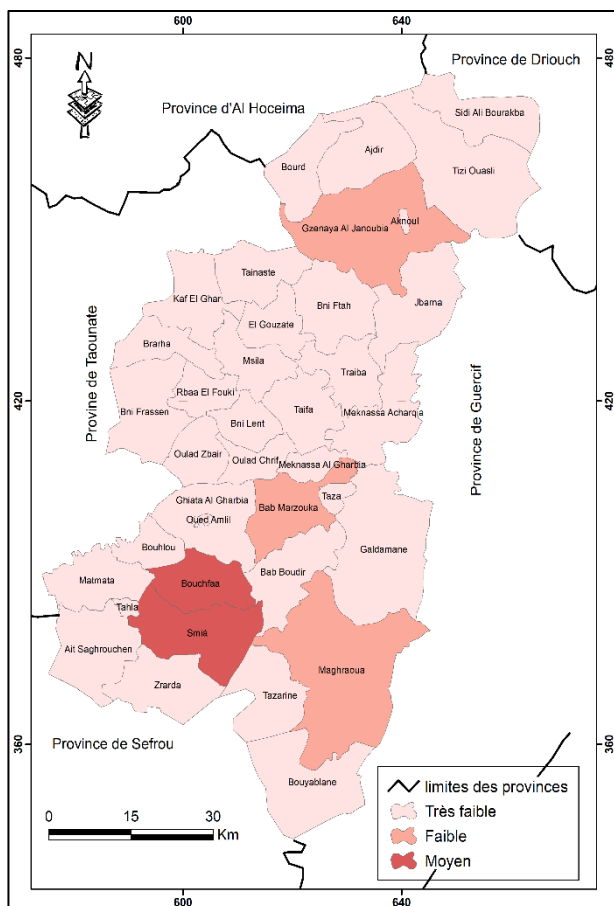 600
640
480
Province de Driouch
N
Province d'Al Hoceima
Sidi Ali Bourakba
Ajdir
Bourd
Tizi Ouasli
Aknoul
Gzenaya Al Janoubia
Tainaste
Kaf El Ghar
Bni Ftah
Jbarna
El Gouzate
Brarha
Msila
Provine de Taounate
Traiba
Rbaa El Fouki
420
420
Bni Frassen
Taifa
Meknassa Acharqia
Bni Lent
Province de Guercif
Oulad Zbair
Oulad Chrif
Meknassa Al Gharbia
Ghiata Al Gharbia
Taza
Bab Marzouka
Oued Amlil
Bouhlou
Galdamane
Bab Boudir
Matmata
Bouchfaa
Tahla
Smia
Ait Saghrouchen
Maghraoua
Zrarda
Tazarine
Province de Sefrou
360
360
Bouyablane
limites des provinces
Très faible
Faible
Moyen
0 15 30
Km
600
640